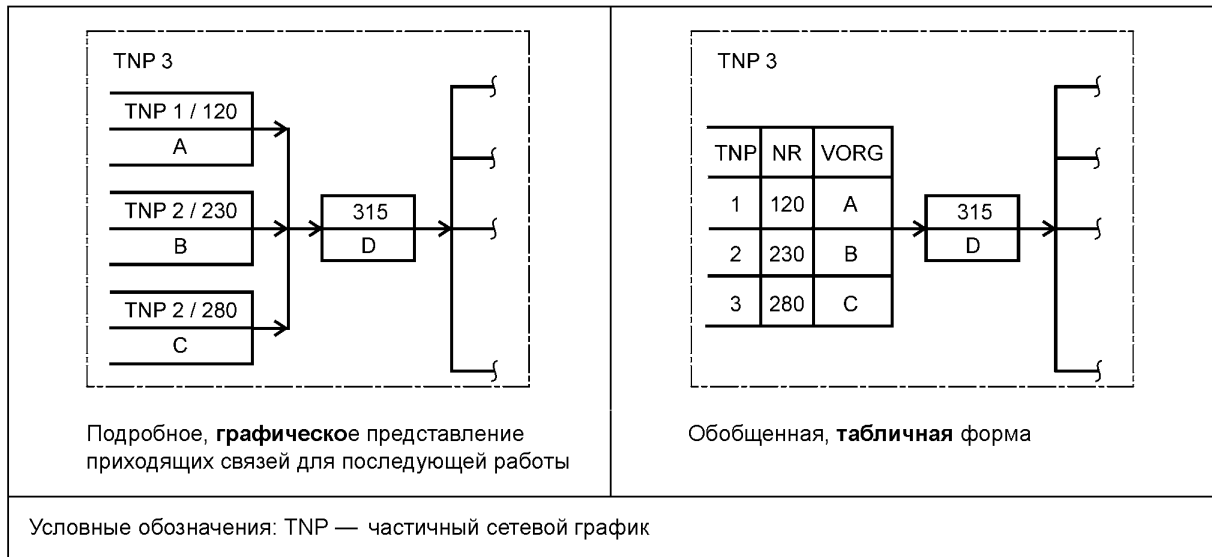 TNP 3
TNP 1 / 120
A
TNP 2 / 230
B
TNP 2 / 280
C
315
D
Подробное, графическое представление
приходящих связей для последующей работы
TNP 3
TNP NR VORG
1 120 A
2 230 B
3 280 C
315
D
Обобщенная, табличная форма
Условные обозначения: TNP — частичный сетевой график